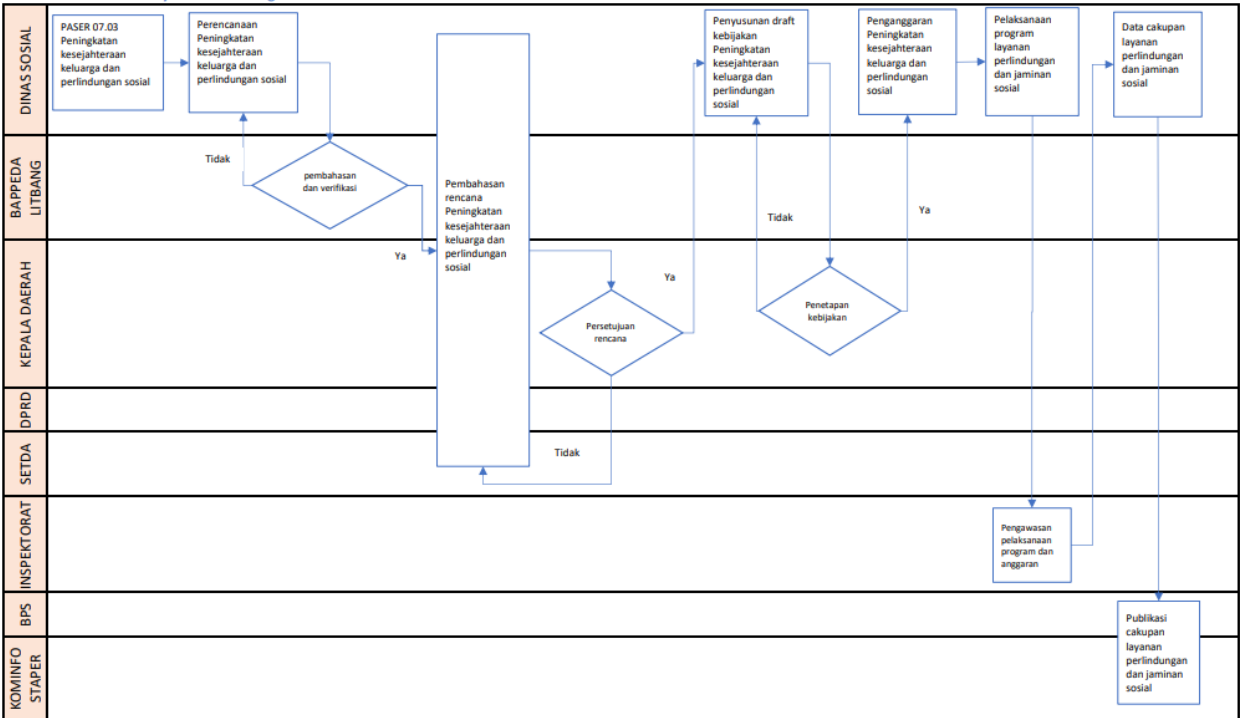 DINAS SOSIAL
PASER 07.03
Peningkatan
kesejahteraan
keluarga dan
perlindungan sosial
Perencanaan
Peningkatan
kesejahteraan
keluarga dan
perlindungan sosial
Penyusunan draft
kebijakan
Peningkatan
kesejahteraan
keluarga dan
perlindungan
sosial
Penganggaran
Peningkatan
kesejahteraan
keluarga dan
perlindungan
sosial
Pelaksanaan
program
layanan
perlindungan
dan jaminan
sosial
Data cakupan
layanan
perlindungan
dan jaminan
sosial
BAPPEDA
LITBANG
Tidak
pembahasan
dan verifikasi
Ya
Pembahasan
rencana
Peningkatan
kesejahteraan
keluarga dan
perlindungan
sosial
Tidak
Ya
KEPALA DAERAH
Persetujuan
rencana
Ya
Penetapan
kebijakan
DPRD
SETDA
Tidak
INSPEKTORAT
Pengawasan
pelaksanaan
program dan
anggaran
BPS
Publikasi
cakupan
layanan
perlindungan
dan jaminan
sosial
KOMINFO
STAPER